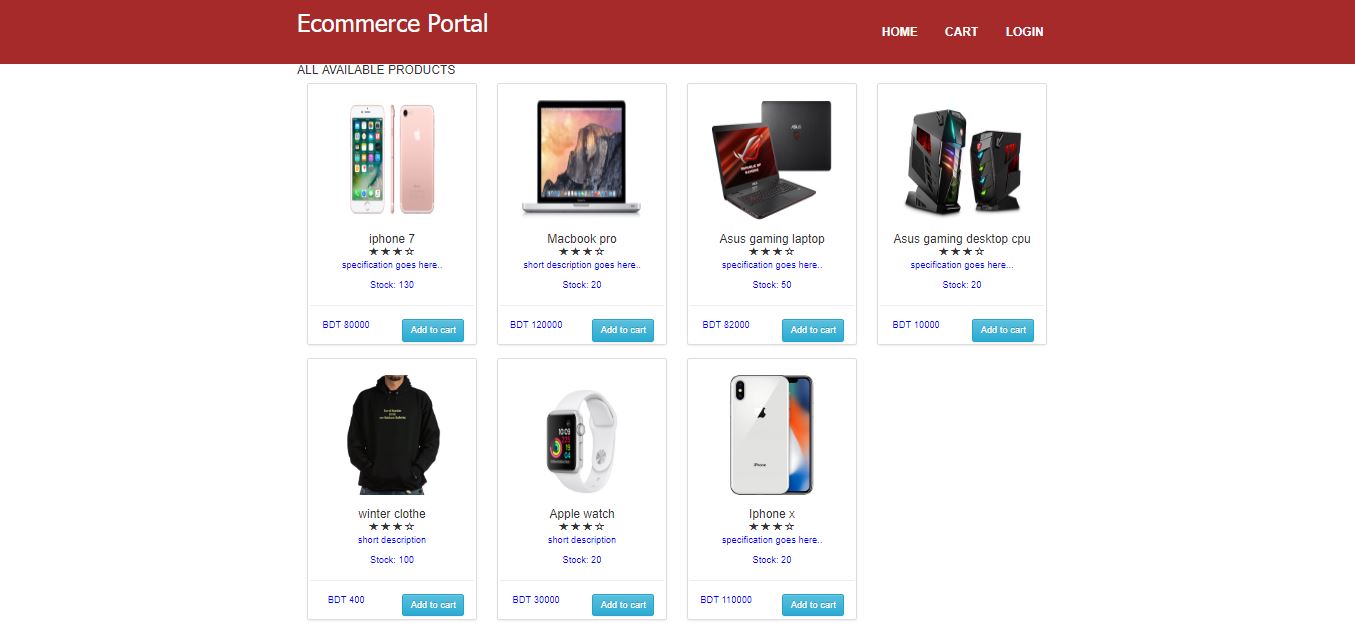 Ecommerce Portal
HOME CART LOGIN
ALL AVAILABLE PRODUCTS
iphone 7
★★★☆
specification goes here..
Stock: 130
BDT 80000 Add to cart
Macbook pro
★★★☆
short description goes here..
Stock: 20
BDT 120000 Add to cart
ASUS
Asus gaming laptop
★★★☆
specification goes here..
Stock: 50
BDT 82000 Add to cart
Asus gaming desktop cpu
★★★☆
specification goes here...
Stock: 20
BDT 10000 Add to cart
winter clothe
★★★☆
short description
Stock: 100
BDT 400 Add to cart
10:09
Apple watch
★★★☆
short description
Stock: 20
BDT 30000 Add to cart
iPhone
Iphone x
★★★☆
specification goes here..
Stock: 20
BDT 110000 Add to cart